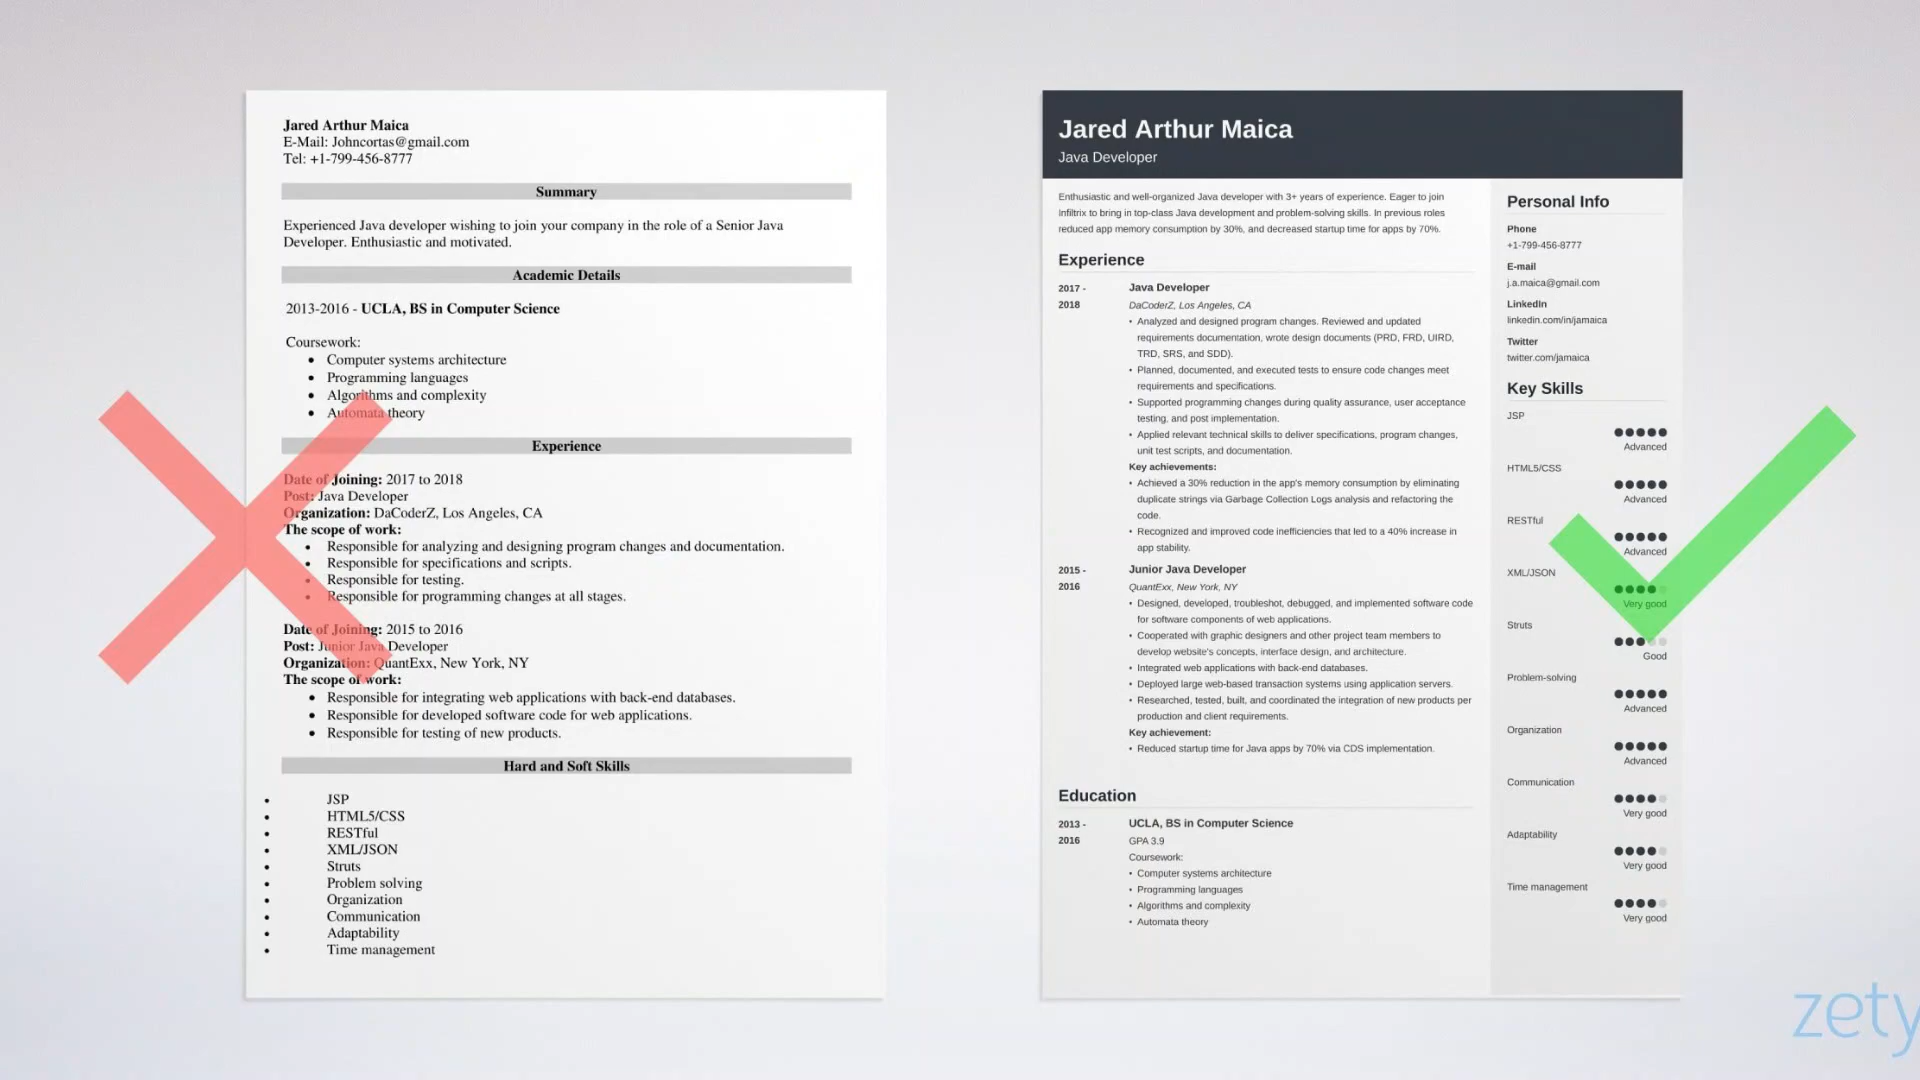 Jared Arthur Maica
E-Mail: Johncortas@gmail.com
Tel: +1-799-456-8777
Summary
Experienced Java developer wishing to join your company in the role of a Senior Java
Developer. Enthusiastic and motivated.
Academic Details
2013-2016 - UCLA, BS in Computer Science
Coursework:
• Computer systems architecture
• Programming languages
• Algorithms and complexity
• Automata theory
Experience
Date of Joining: 2017 to 2018
Post: Java Developer
Organization: DaCoderZ, Los Angeles, CA
The scope of work:
• Responsible for analyzing and designing program changes and documentation.
• Responsible for specifications and scripts.
• Responsible for testing.
• Responsible for programming changes at all stages.
Date of Joining: 2015 to 2016
Post: Junior Java Developer
Organization: QuantExx, New York, NY
The scope of work:
• Responsible for integrating web applications with back-end databases.
• Responsible for developed software code for web applications.
• Responsible for testing of new products.
Hard and Soft Skills
• JSP
• HTML5/CSS
• RESTful
• XML/JSON
• Struts
• Problem solving
• Organization
• Communication
• Adaptability
• Time management
Jared Arthur Maica
Java Developer
Enthusiastic and well-organized Java developer with 3+ years of experience. Eager to join
Infiltrix to bring in top-class Java development and problem-solving skills. In previous roles
reduced app memory consumption by 30%, and decreased startup time for apps by 70%.
Experience
2017 -
2018
Java Developer
DaCoderZ, Los Angeles, CA
• Analyzed and designed program changes. Reviewed and updated
requirements documentation, wrote design documents (PRD, FRD, UIRD,
TRD, SRS, and SDD).
• Planned, documented, and executed tests to ensure code changes meet
requirements and specifications.
• Supported programming changes during quality assurance, user acceptance
testing, and post implementation.
• Applied relevant technical skills to deliver specifications, program changes,
unit test scripts, and documentation.
Key achievements:
• Achieved a 30% reduction in the app's memory consumption by eliminating
duplicate strings via Garbage Collection Logs analysis and refactoring the
code.
• Recognized and improved code inefficiencies that led to a 40% increase in
app stability.
2015 -
2016
Junior Java Developer
QuantExx, New York, NY
• Designed, developed, troubleshot, debugged, and implemented software code
for software components of web applications.
• Cooperated with graphic designers and other project team members to
develop website's concepts, interface design, and architecture.
• Integrated web applications with back-end databases.
• Deployed large web-based transaction systems using application servers.
• Researched, tested, built, and coordinated the integration of new products per
production and client requirements.
Key achievement:
• Reduced startup time for Java apps by 70% via CDS implementation.
Education
2013 -
2016
UCLA, BS in Computer Science
GPA 3.9
Coursework:
• Computer systems architecture
• Programming languages
• Algorithms and complexity
• Automata theory
Personal Info
Phone
+1-799-456-8777
E-mail
j.a.maica@gmail.com
LinkedIn
linkedin.com/in/jamaica
Twitter
twitter.com/jamaica
Key Skills
JSP
Advanced
HTML5/CSS
Advanced
RESTful
Advanced
XML/JSON
Very good
Struts
Good
Problem-solving
Advanced
Organization
Advanced
Communication
Very good
Adaptability
Very good
Time management
Very good
zety